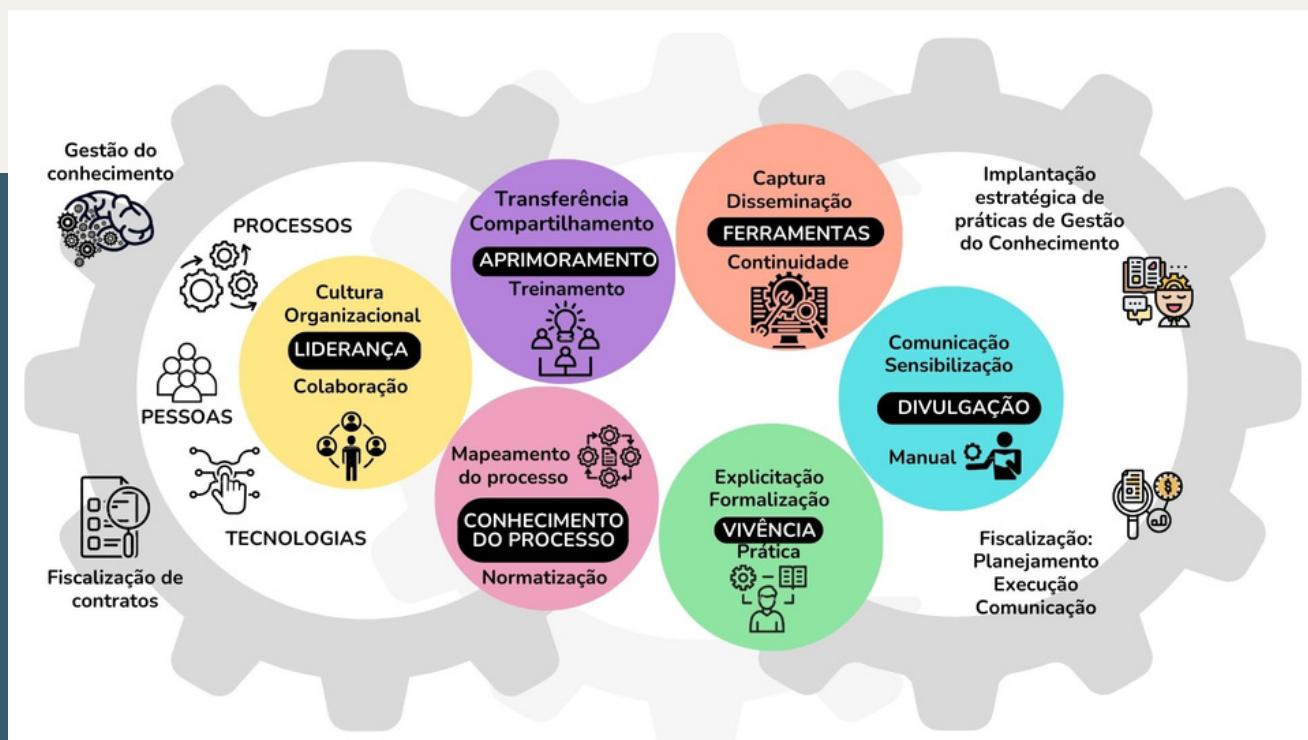 Gestão do
conhecimento
PROCESSOS
PESSOAS
TECNOLOGIAS
Fiscalização de
contratos
Cultura
Organizacional
LIDERANÇA
Colaboração
Transferência
Compartilhamento
APRIMORAMENTO
Treinamento
Mapeamento
do processo
CONHECIMENTO
DO PROCESSO
Normatização
Captura
Disseminação
FERRAMENTAS
Continuidade
Explicitação
Formalização
VIVÊNCIA
Prática
Comunicação
Sensibilização
DIVULGAÇÃO
Manual
Implantação
estratégica de
práticas de Gestão
do Conhecimento
Fiscalização:
Planejamento
Execução
Comunicação